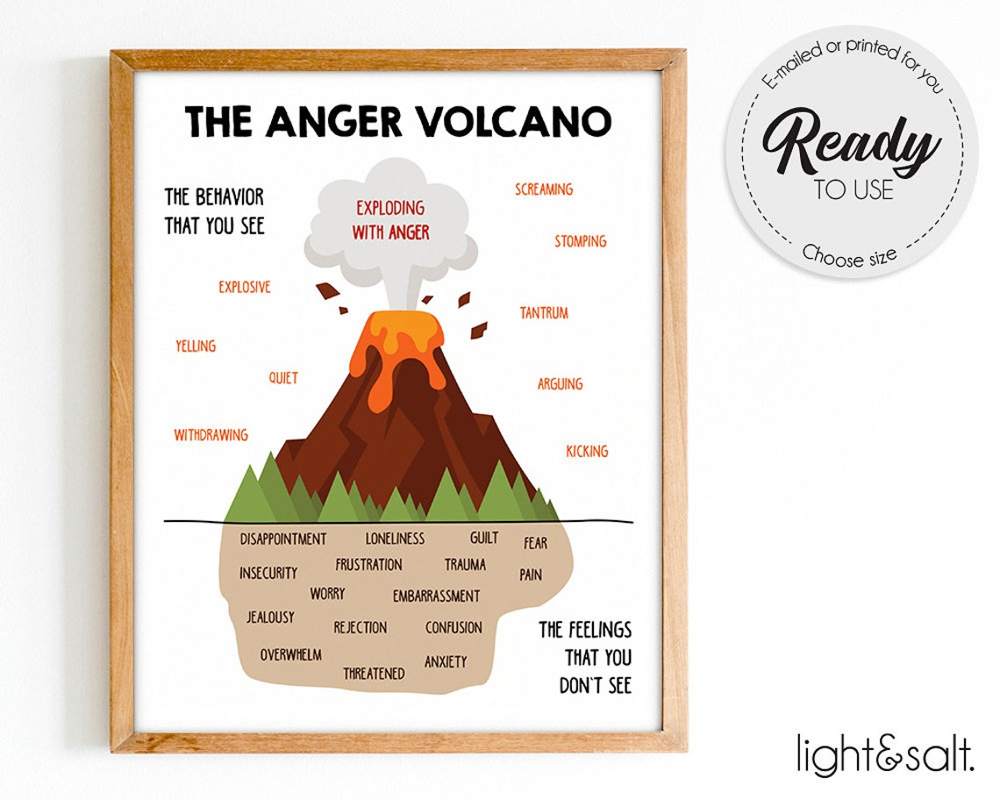 THE ANGER VOLCANO
THE BEHAVIOR
THAT YOU SEE
EXPLODING
WITH ANGER
SCREAMING
STOMPING
EXPLOSIVE
TANTRUM
YELLING
QUIET
ARGUING
WITHDRAWING
KICKING
DISAPPOINTMENT LONELINESS GUILT FEAR
INSECURITY FRUSTRATION TRAUMA PAIN
WORRY EMBARRASSMENT
JEALOUSY REJECTION CONFUSION
OVERWHELM THREATENED ANXIETY
THE FEELINGS
THAT YOU
DON'T SEE
E-mailed or printed for you
Ready
TO USE
Choose size
light&salt.